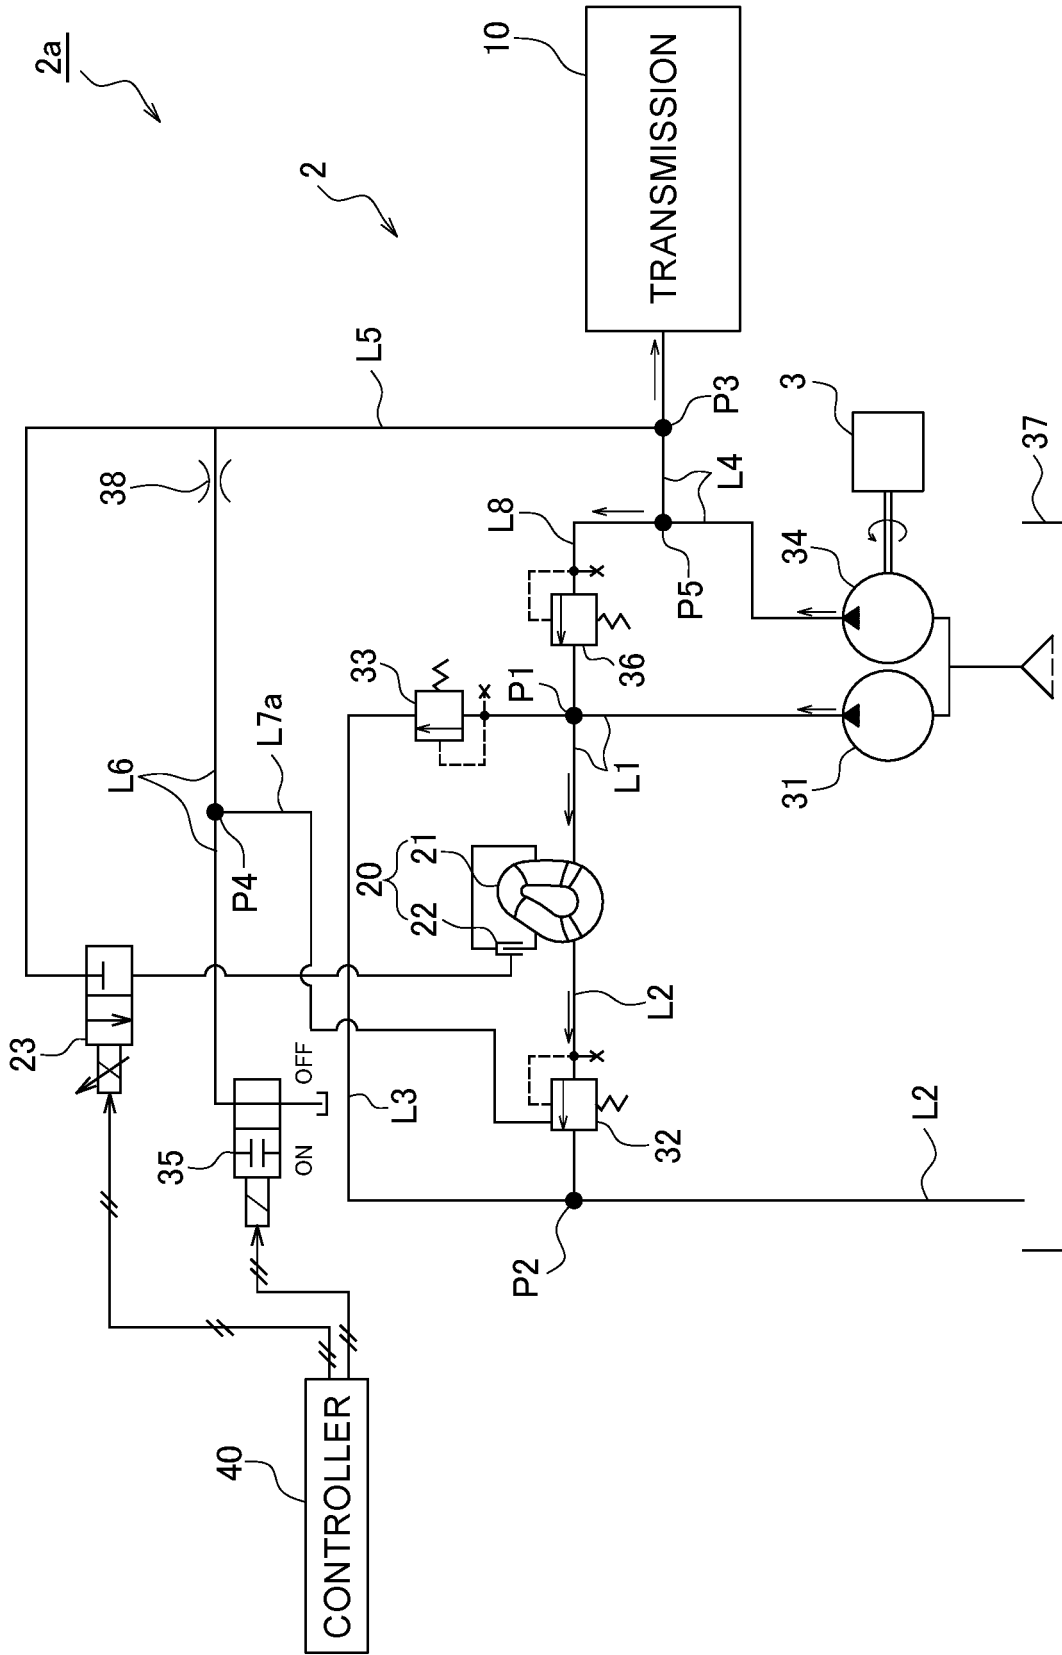 2a
2
10
TRANSMISSION
L5
38
P3
3
L4
L8
37
P5
34
33
36
P1
L7a
L6
L1
31
P4
20
21
22
L2
23
OFF
ON
35
L3
32
L2
P2
40
CONTROLLER